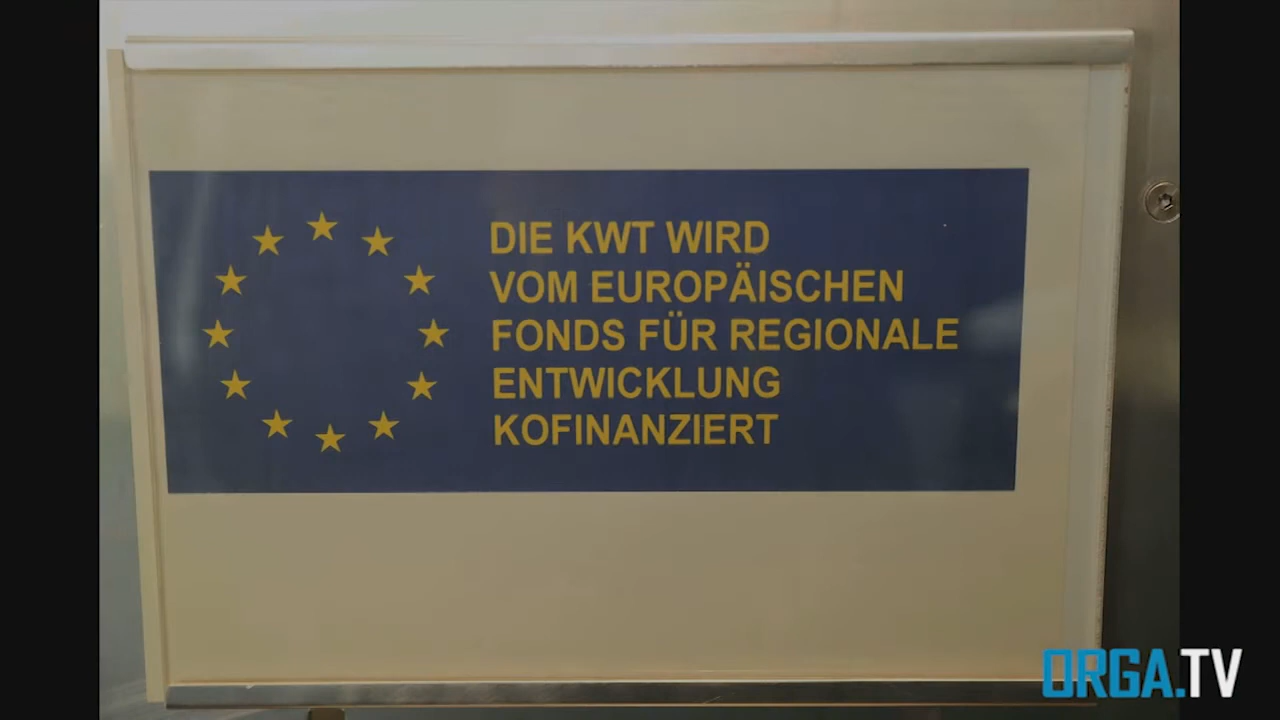 DIE KWT WIRD
VOM EUROPÄISCHEN
FONDS FÜR REGIONALE
ENTWICKLUNG
KOFINANZIERT
ORGA.TV